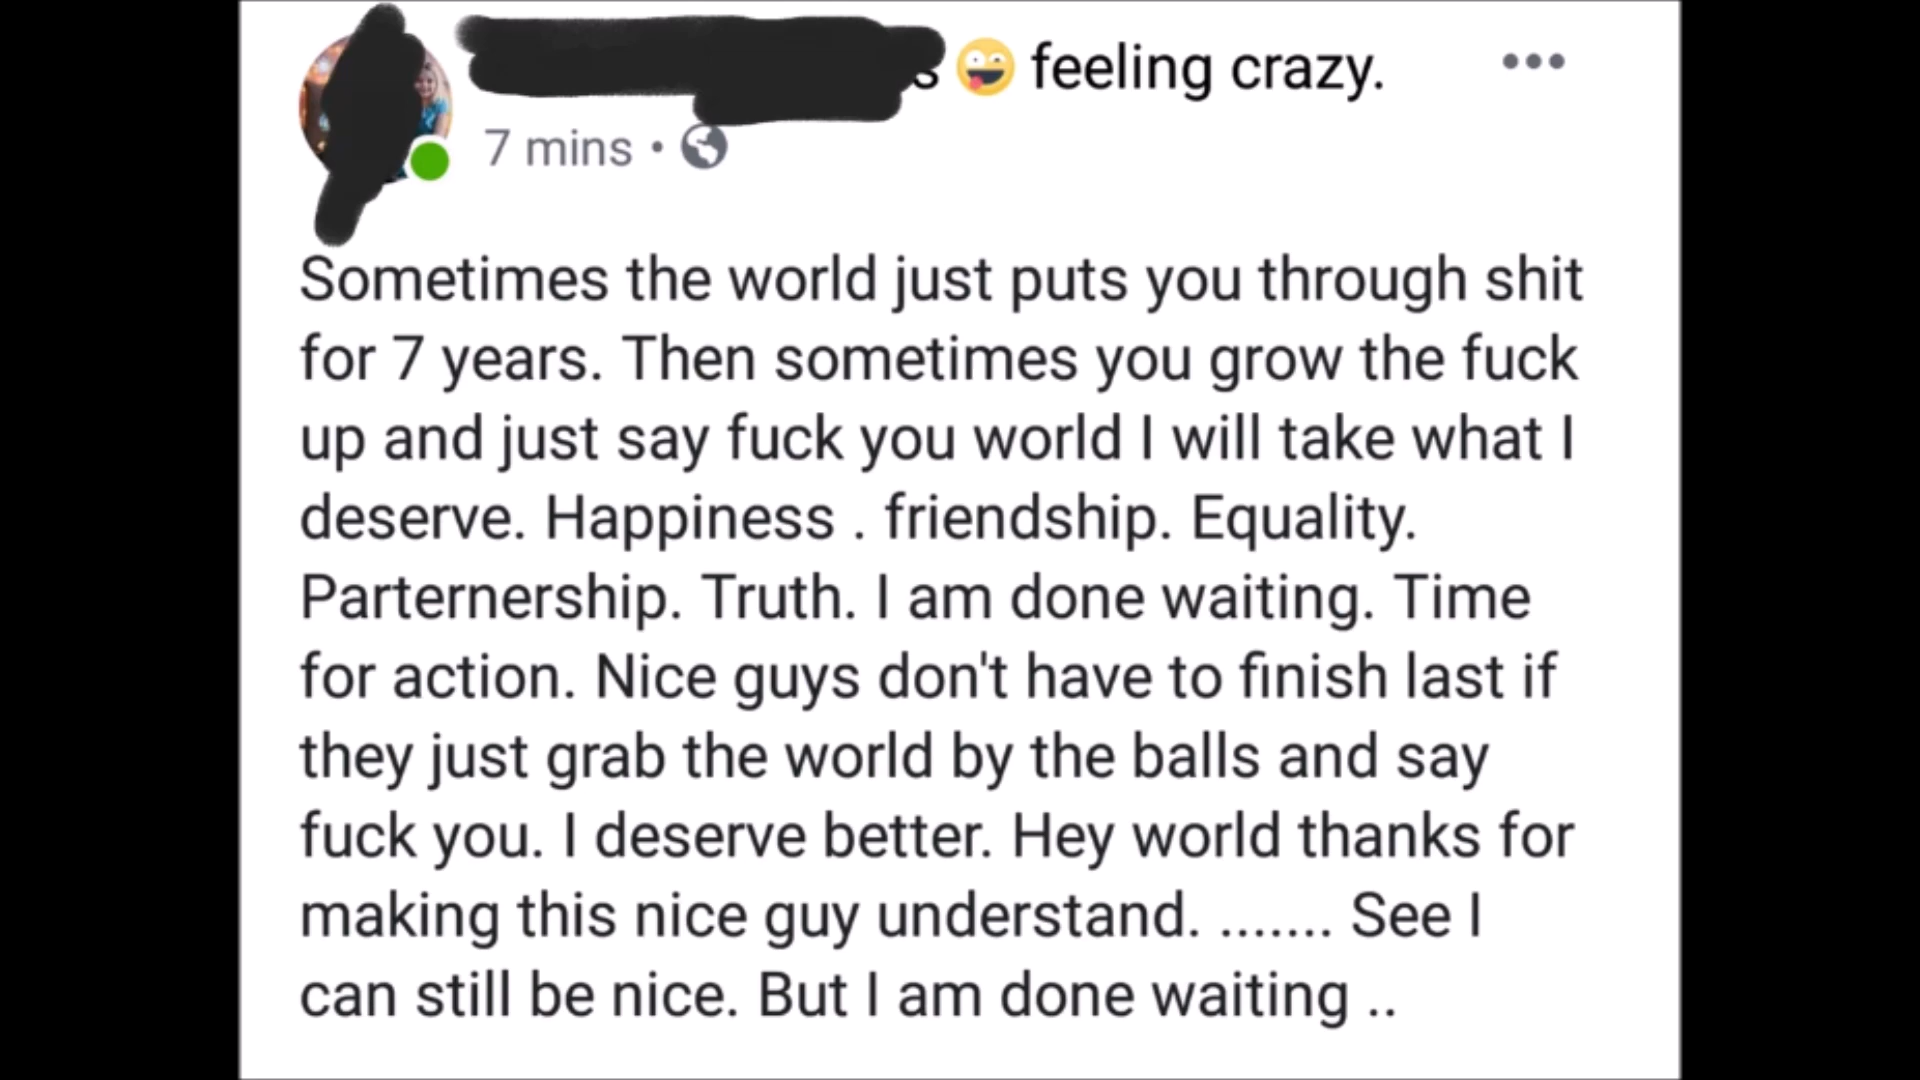 s 🤪 feeling crazy.
7 mins •
Sometimes the world just puts you through shit
for 7 years. Then sometimes you grow the fuck
up and just say fuck you world I will take what I
deserve. Happiness . friendship. Equality.
Parternership. Truth. I am done waiting. Time
for action. Nice guys don't have to finish last if
they just grab the world by the balls and say
fuck you. I deserve better. Hey world thanks for
making this nice guy understand. ....... See I
can still be nice. But I am done waiting ..